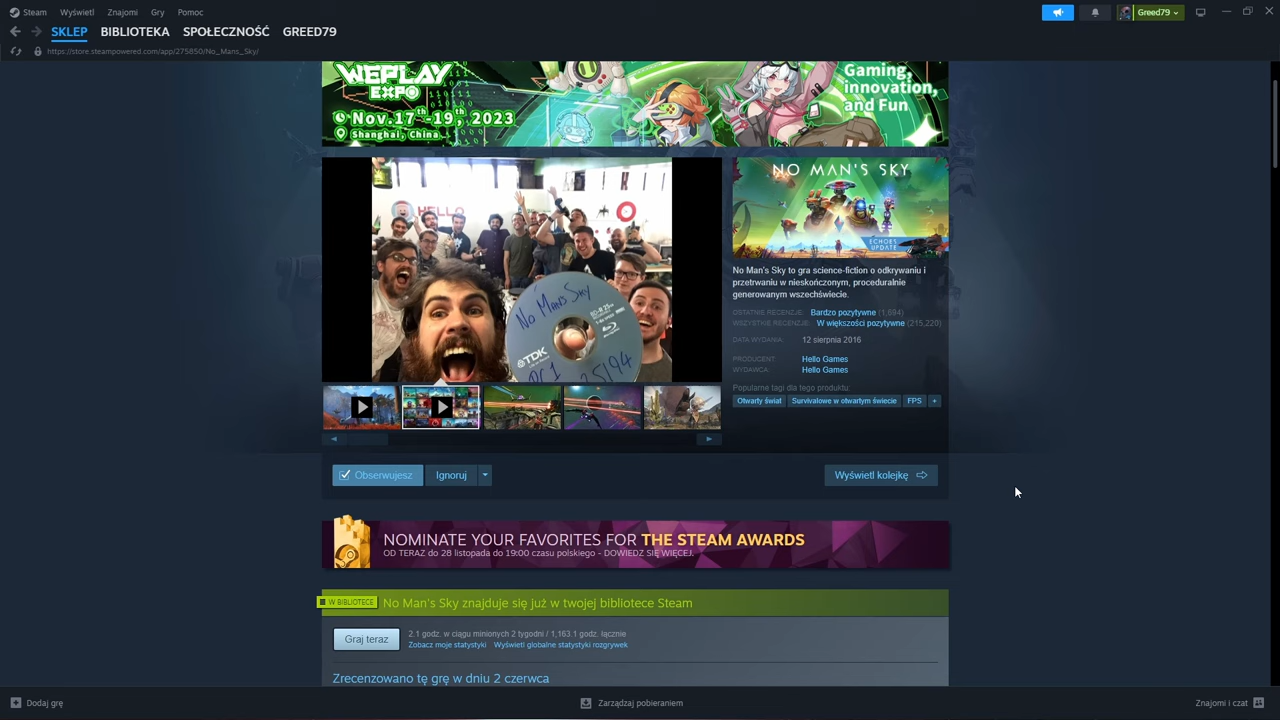 Steam Wyświetl Znajomi Gry Pomoc
Greed79
SKLEP BIBLIOTEKA SPOŁECZNOŚĆ GREED79
https://store.steampowered.com/app/275850/No_Mans_Sky/
WEPLAY
EXPO
Nov.17th-19th, 2023
Shanghai, China
Gaming,
innovation,
and Fun
HELLO
No Man's Sky
TDK
BD-R 25GB
PC1
NO MAN'S SKY
ECHOES
UPDATE
No Man's Sky to gra science-fiction o odkrywaniu i
przetrwaniu w nieskończonym, proceduralnie
generowanym wszechświecie.
OSTATNIE RECENZJE: Bardzo pozytywne (1,694)
WSZYSTKIE RECENZJE: W większości pozytywne (215,220)
DATA WYDANIA: 12 sierpnia 2016
PRODUCENT: Hello Games
WYDAWCA: Hello Games
Popularne tagi dla tego produktu:
Otwarty świat Survivalowe w otwartym świecie FPS +
Obserwujesz Ignoruj
Wyświetl kolejkę
NOMINATE YOUR FAVORITES FOR THE STEAM AWARDS
OD TERAZ do 28 listopada do 19:00 czasu polskiego - DOWIEDZ SIĘ WIĘCEJ.
W BIBLIOTECE No Man's Sky znajduje się już w twojej bibliotece Steam
Graj teraz
2.1 godz. w ciągu minionych 2 tygodni / 1,163.1 godz. łącznie
Zobacz moje statystyki Wyświetl globalne statystyki rozgrywek
Zrecenzowano tę grę w dniu 2 czerwca
Dodaj grę
Zarządzaj pobieraniem
Znajomi i czat